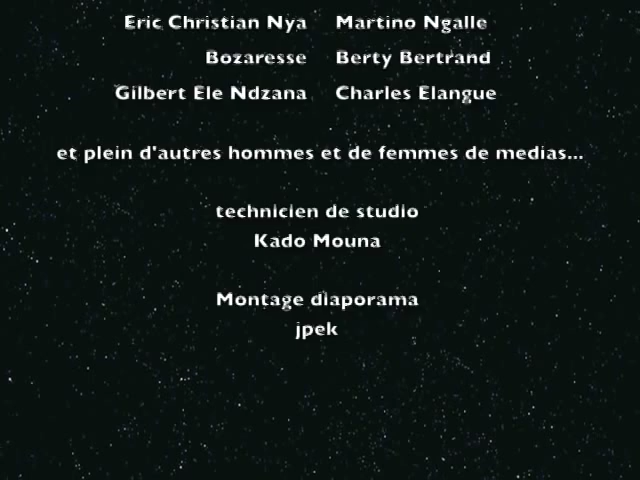 Eric Christian Nya Martino Ngalle
Bozaresse Berty Bertrand
Gilbert Ele Ndzana Charles Elangue
et plein d'autres hommes et de femmes de medias...
technicien de studio
Kado Mouna
Montage diaporama
jpek